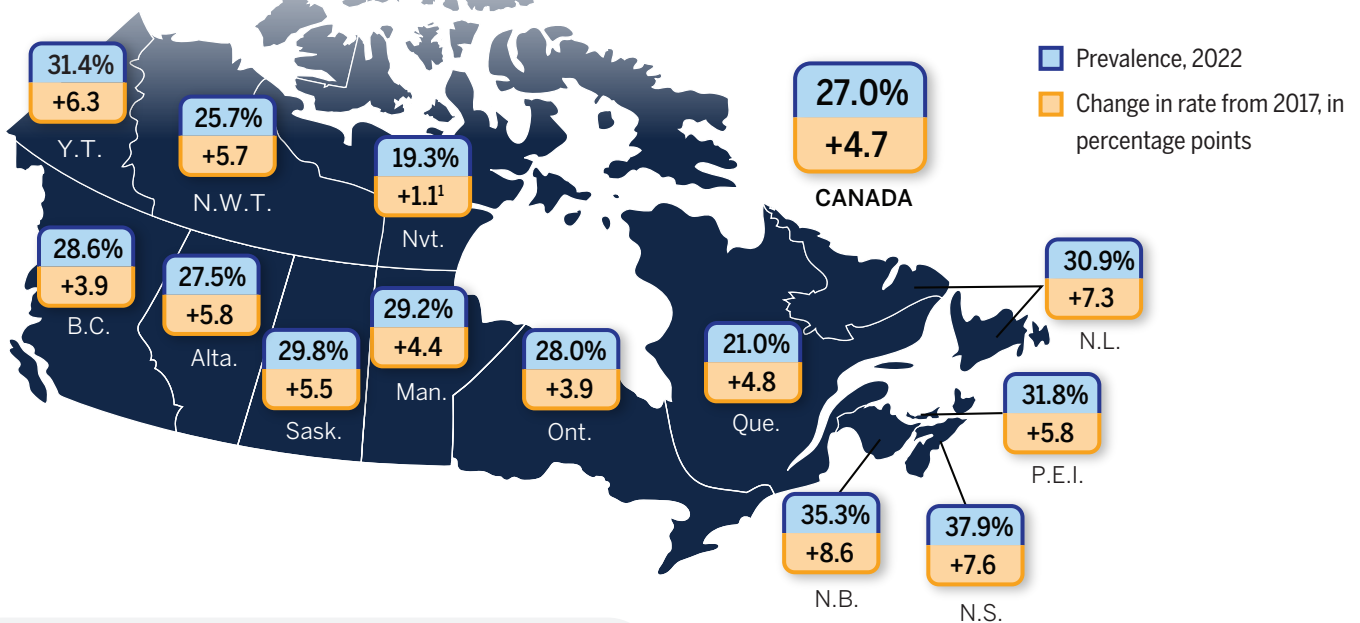 31.4%
+6.3
Y.T.
25.7%
+5.7
N.W.T.
19.3%
+1.1¹
Nvt.
27.0%
+4.7
CANADA
Prevalence, 2022
Change in rate from 2017, in
percentage points
28.6%
+3.9
B.C.
27.5%
+5.8
Alta.
29.8%
+5.5
Sask.
29.2%
+4.4
Man.
28.0%
+3.9
Ont.
21.0%
+4.8
Que.
30.9%
+7.3
N.L.
31.8%
+5.8
P.E.I.
35.3%
+8.6
N.B.
37.9%
+7.6
N.S.